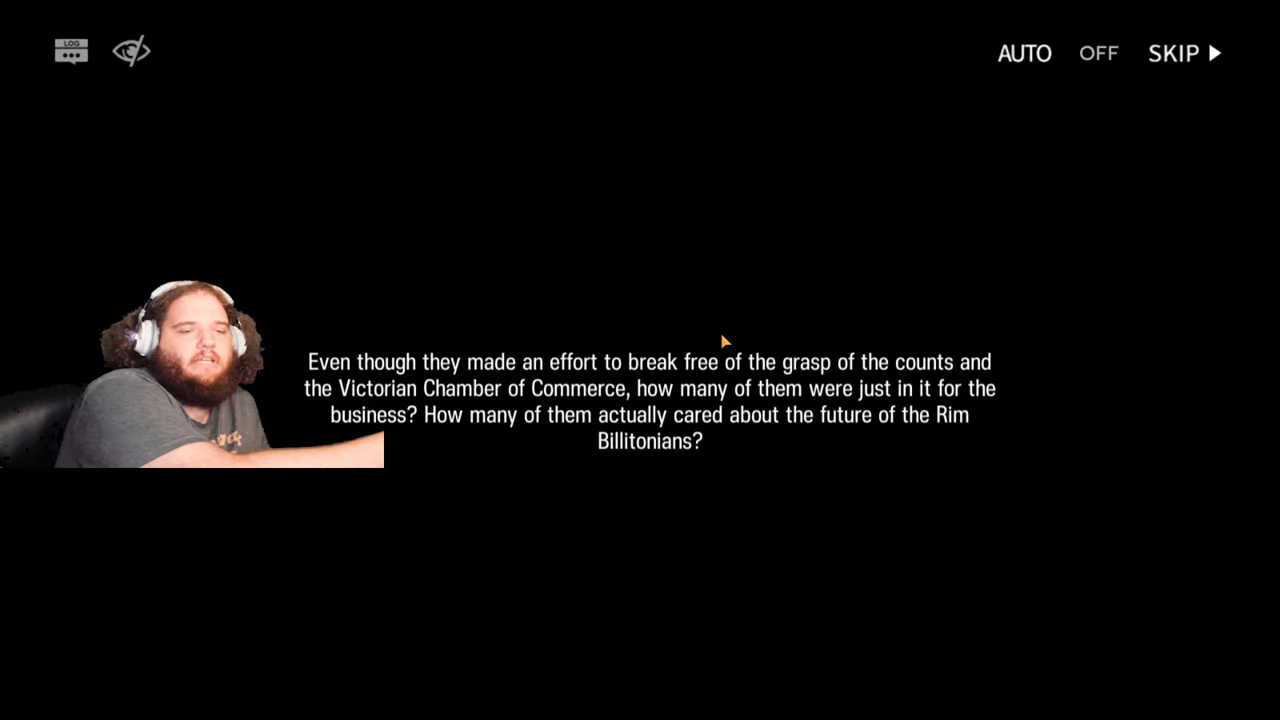 LOG
AUTO OFF SKIP
Even though they made an effort to break free of the grasp of the counts and
the Victorian Chamber of Commerce, how many of them were just in it for the
business? How many of them actually cared about the future of the Rim
Billitonians?